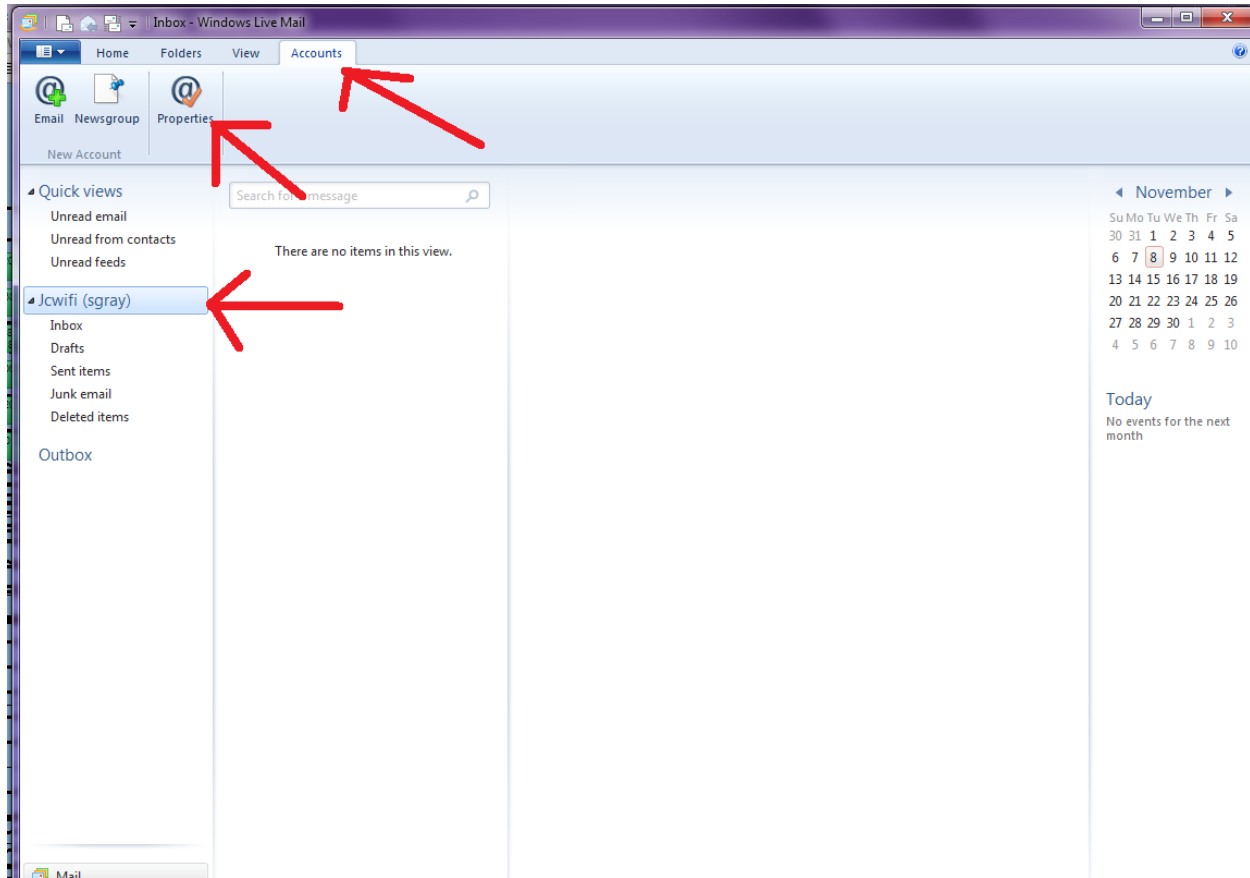 Inbox - Windows Live Mail
Home Folders View Accounts
Email Newsgroup Properties
New Account
Quick views
Unread email
Unread from contacts
Unread feeds
Jcwifi (sgray)
Inbox
Drafts
Sent items
Junk email
Deleted items
Outbox
Mail
Search for message
There are no items in this view.
November
Su Mo Tu We Th Fr Sa
30 31 1 2 3 4 5
6 7 8 9 10 11 12
13 14 15 16 17 18 19
20 21 22 23 24 25 26
27 28 29 30 1 2 3
4 5 6 7 8 9 10
Today
No events for the next
month